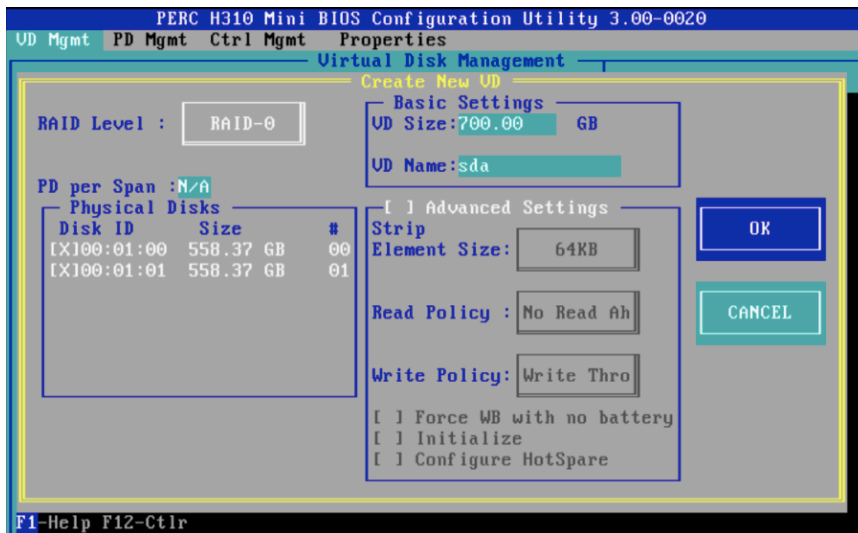 PERC H310 Mini BIOS Configuration Utility 3.00-0020
VD Mgmt PD Mgmt Ctrl Mgmt Properties
Virtual Disk Management
Create New VD
RAID Level : RAID-0
PD per Span :N/A
Physical Disks
Disk ID Size #
[X]00:01:00 558.37 GB 00
[X]00:01:01 558.37 GB 01
Basic Settings
VD Size:700.00 GB
VD Name:sda
[ ] Advanced Settings
Strip
Element Size: 64KB
Read Policy : No Read Ah
Write Policy: Write Thro
[ ] Force WB with no battery
[ ] Initialize
[ ] Configure HotSpare
OK
CANCEL
F1-Help F12-Ctlr